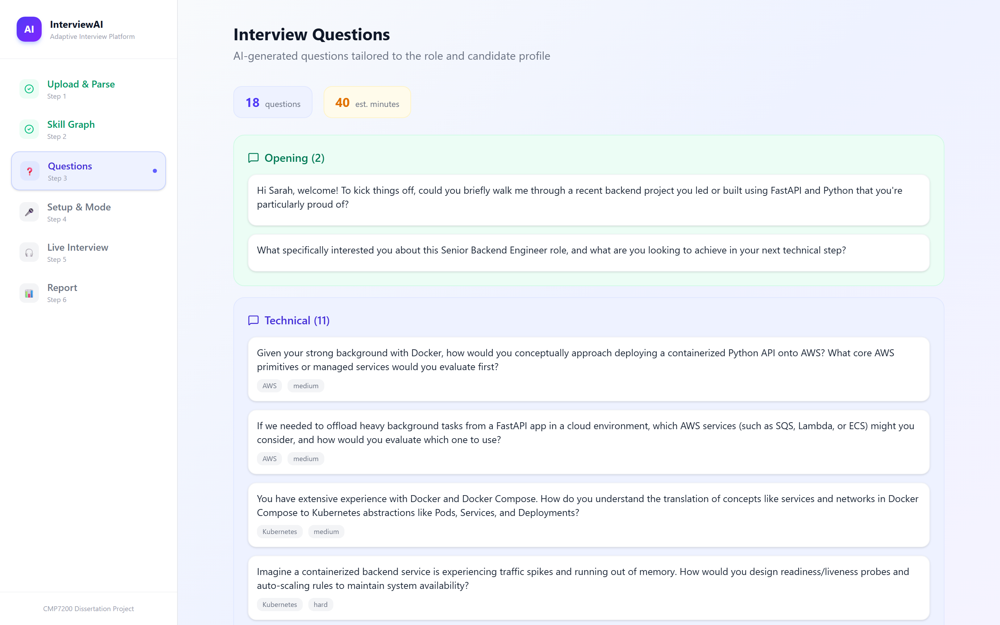 AI
InterviewAI
Adaptive Interview Platform
Upload & Parse
Step 1
Skill Graph
Step 2
Questions
Step 3
Setup & Mode
Step 4
Live Interview
Step 5
Report
Step 6
CMP7200 Dissertation Project
Interview Questions
AI-generated questions tailored to the role and candidate profile
18 questions
40 est. minutes
Opening (2)
Hi Sarah, welcome! To kick things off, could you briefly walk me through a recent backend project you led or built using FastAPI and Python that you're
particularly proud of?
What specifically interested you about this Senior Backend Engineer role, and what are you looking to achieve in your next technical step?
Technical (11)
Given your strong background with Docker, how would you conceptually approach deploying a containerized Python API onto AWS? What core AWS
primitives or managed services would you evaluate first?
AWS medium
If we needed to offload heavy background tasks from a FastAPI app in a cloud environment, which AWS services (such as SQS, Lambda, or ECS) might you
consider, and how would you evaluate which one to use?
AWS medium
You have extensive experience with Docker and Docker Compose. How do you understand the translation of concepts like services and networks in Docker
Compose to Kubernetes abstractions like Pods, Services, and Deployments?
Kubernetes medium
Imagine a containerized backend service is experiencing traffic spikes and running out of memory. How would you design readiness/liveness probes and
auto-scaling rules to maintain system availability?
Kubernetes hard